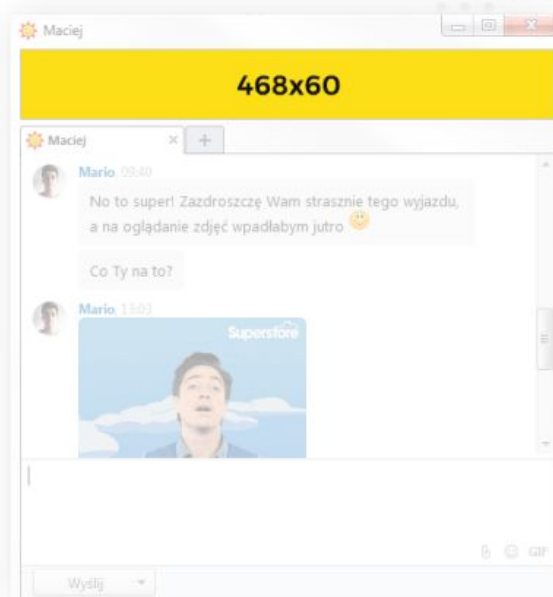 Maciej
468x60
Maciej
Mario 09:40
No to super! Zazdroszczę Wam strasznie tego wyjazdu,
a na oglądanie zdjęć wpadłabym jutro
Co Ty na to?
Mario 13:03
Superstore
GIF
Wyślij